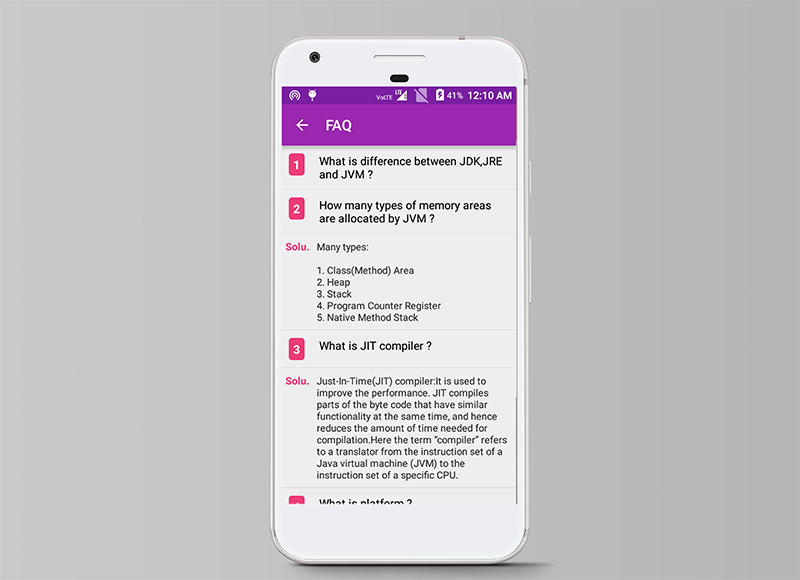 VoLTE LTE 41% 12:10 AM
FAQ
1 What is difference between JDK,JRE
and JVM ?
2 How many types of memory areas
are allocated by JVM ?
Solu. Many types:
1. Class(Method) Area
2. Heap
3. Stack
4. Program Counter Register
5. Native Method Stack
3 What is JIT compiler ?
Solu. Just-In-Time(JIT) compiler:It is used to
improve the performance. JIT compiles
parts of the byte code that have similar
functionality at the same time, and hence
reduces the amount of time needed for
compilation.Here the term “compiler” refers
to a translator from the instruction set of a
Java virtual machine (JVM) to the
instruction set of a specific CPU.
What is platform ?